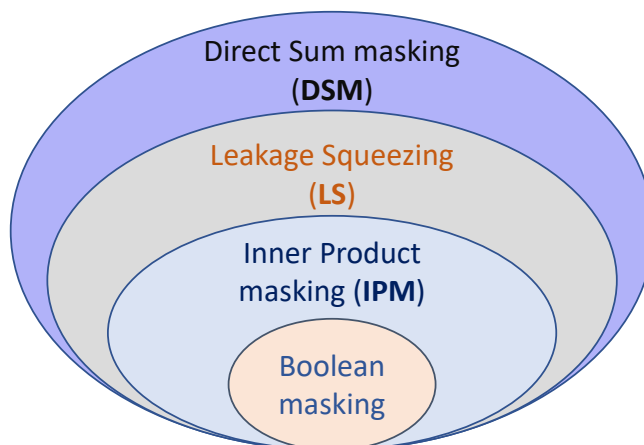 Direct Sum masking
(DSM)
Leakage Squeezing
(LS)
Inner Product
masking (IPM)
Boolean
masking